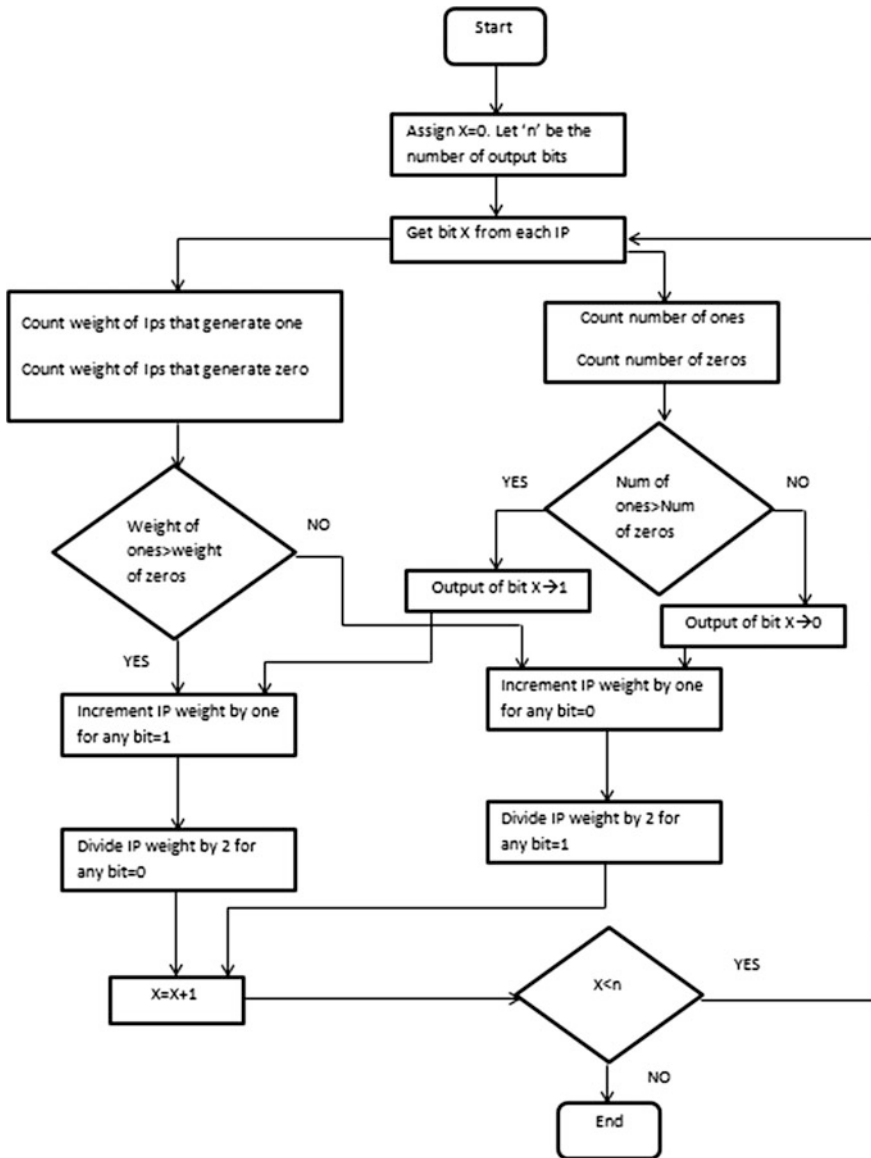 Start
Assign X=0. Let ‘n’ be the
number of output bits
Get bit X from each IP
Count weight of Ips that generate one
Count weight of Ips that generate zero
Count number of ones
Count number of zeros
Weight of
ones>weight
of zeros
NO
YES
YES
Num of
ones>Num
of zeros
NO
Output of bit X→1
Output of bit X→0
Increment IP weight by one
for any bit=1
Increment IP weight by one
for any bit=0
Divide IP weight by 2 for
any bit=0
Divide IP weight by 2 for
any bit=1
X=X+1
X<n
YES
NO
End